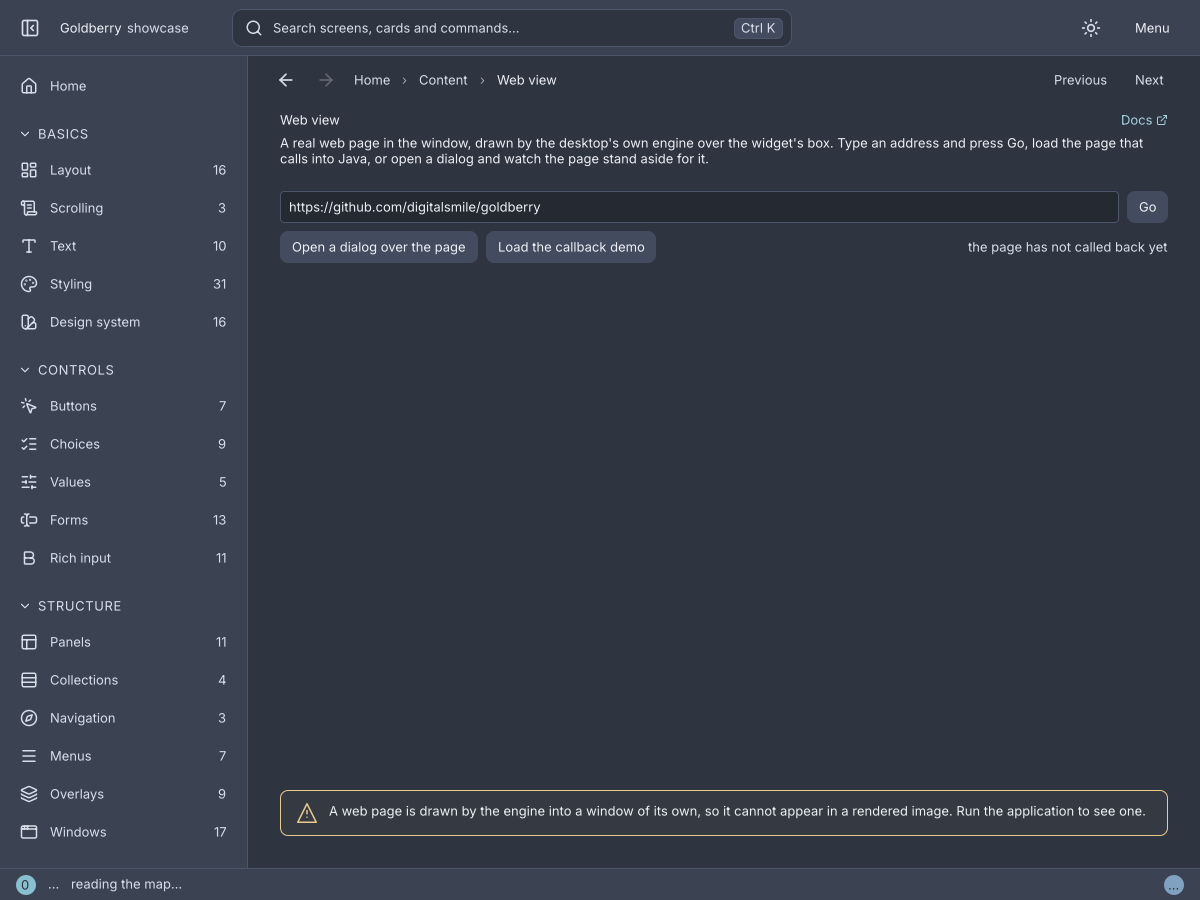 Goldberry showcase
Search screens, cards and commands...
Ctrl K
Menu
Home
BASICS
Layout 16
Scrolling 3
Text 10
Styling 31
Design system 16
CONTROLS
Buttons 7
Choices 9
Values 5
Forms 13
Rich input 11
STRUCTURE
Panels 11
Collections 4
Navigation 3
Menus 7
Overlays 9
Windows 17
Home › Content › Web view
Previous
Next
Web view
Docs
A real web page in the window, drawn by the desktop's own engine over the widget's box. Type an address and press Go, load the page that
calls into Java, or open a dialog and watch the page stand aside for it.
https://github.com/digitalsmile/goldberry
Go
Open a dialog over the page
Load the callback demo
the page has not called back yet
A web page is drawn by the engine into a window of its own, so it cannot appear in a rendered image. Run the application to see one.
0 ... reading the map...
...